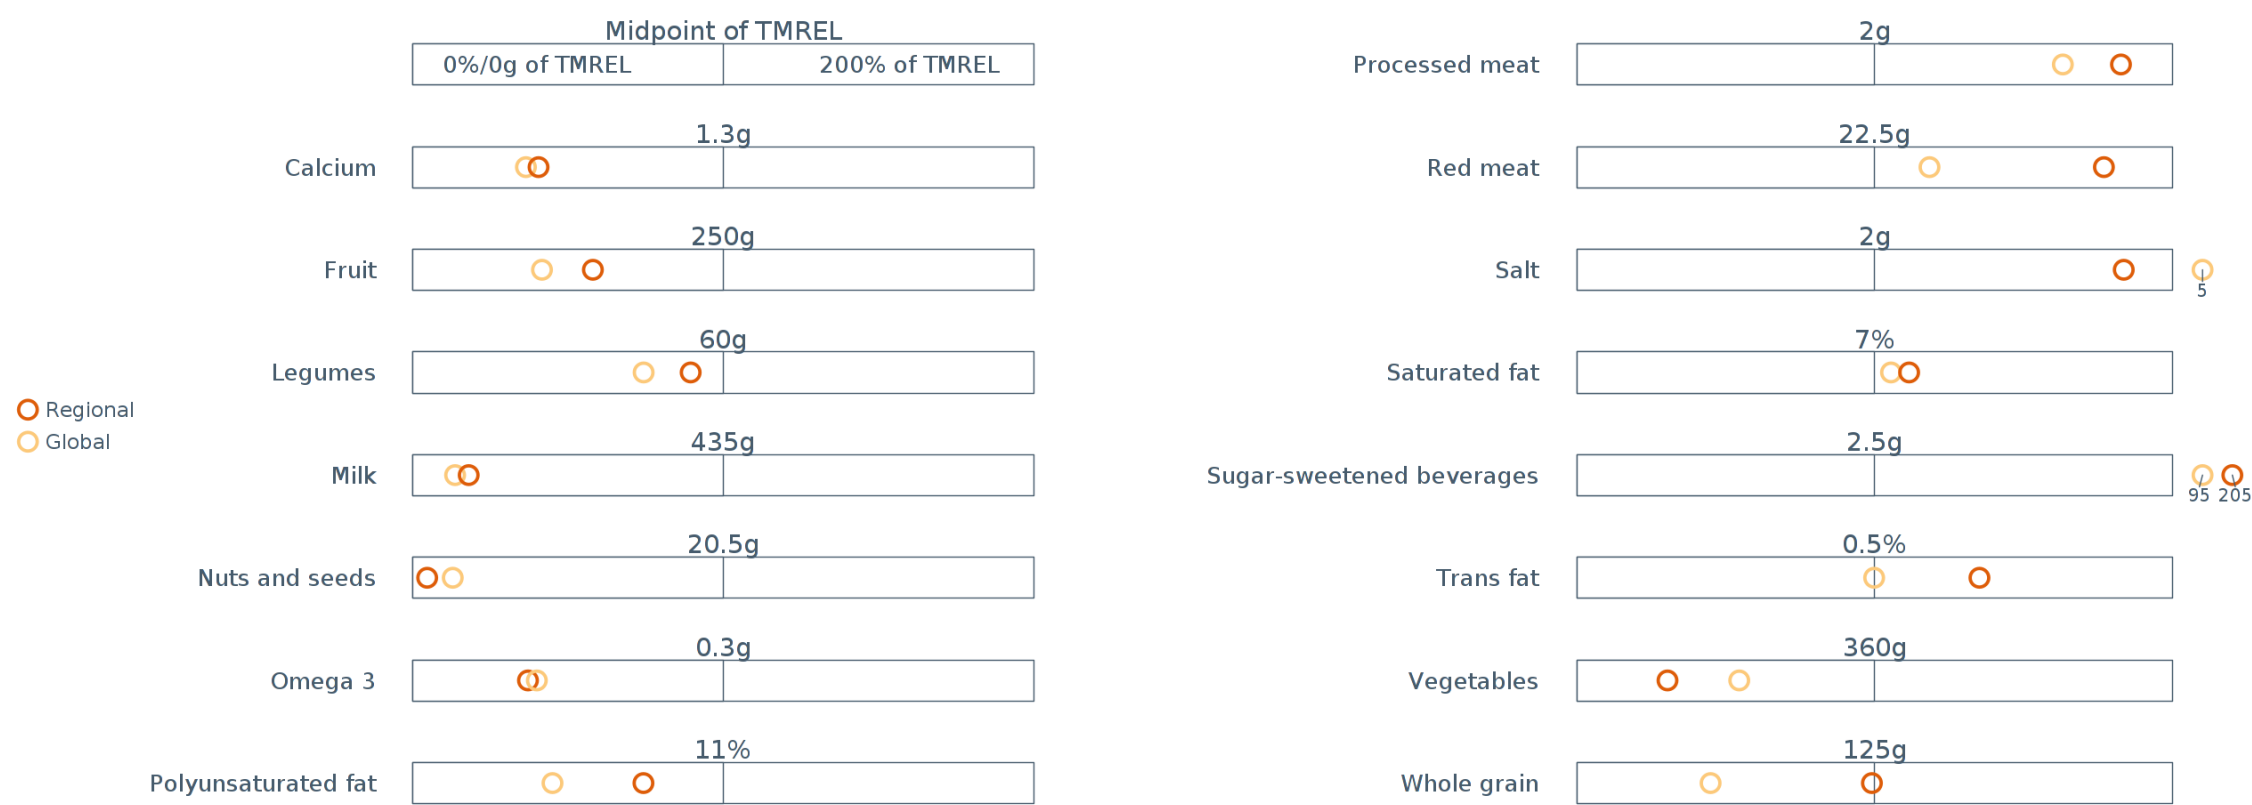 Midpoint of TMREL
0%/0g of TMREL
200% of TMREL
1.3g
Calcium
250g
Fruit
60g
Legumes
435g
Milk
20.5g
Nuts and seeds
0.3g
Omega 3
11%
Polyunsaturated fat
Regional
Global
2g
Processed meat
22.5g
Red meat
2g
Salt
5
7%
Saturated fat
2.5g
Sugar-sweetened beverages
95 205
0.5%
Trans fat
360g
Vegetables
125g
Whole grain